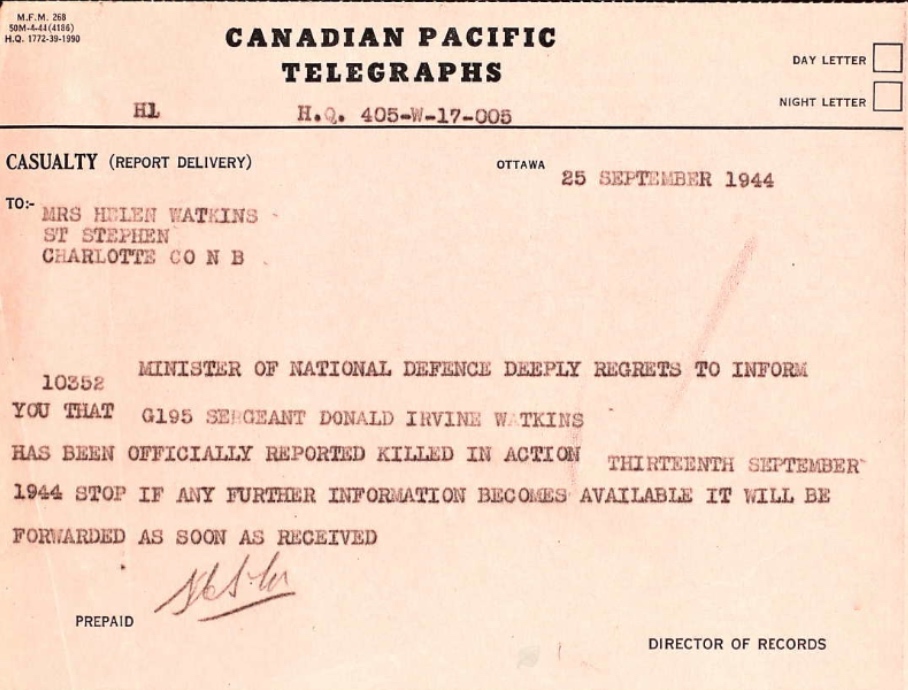 M.F.M. 268
50M-4-44(4186)
H.Q. 1772-39-1990
CANADIAN PACIFIC
TELEGRAPHS
DAY LETTER
NIGHT LETTER
H1 H.Q. 405-W-17-005
CASUALTY (REPORT DELIVERY)
OTTAWA 25 SEPTEMBER 1944
TO:- MRS HELEN WATKINS
ST STEPHEN
CHARLOTTE CO N B
MINISTER OF NATIONAL DEFENCE DEEPLY REGRETS TO INFORM
10352
YOU THAT G195 SERGEANT DONALD IRVINE WATKINS
HAS BEEN OFFICIALLY REPORTED KILLED IN ACTION THIRTEENTH SEPTEMBER
1944 STOP IF ANY FURTHER INFORMATION BECOMES AVAILABLE IT WILL BE
FORWARDED AS SOON AS RECEIVED
PREPAID
DIRECTOR OF RECORDS